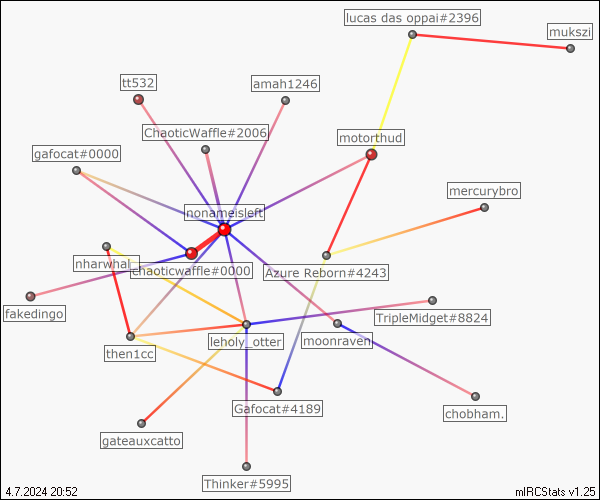 lucas das oppai#2396
mukszi
tt532
amah1246
ChaoticWaffle#2006
motorthud
gafocat#0000
mercurybro
nonameisleft
nharwhal_
chaoticwaffle#0000
Azure Reborn#4243
fakedingo
TripleMidget#8824
leholy_otter
moonraven
then1cc
Gafocat#4189
chobham.
gateauxcatto
Thinker#5995
4.7.2024 20:52
mIRCStats v1.25